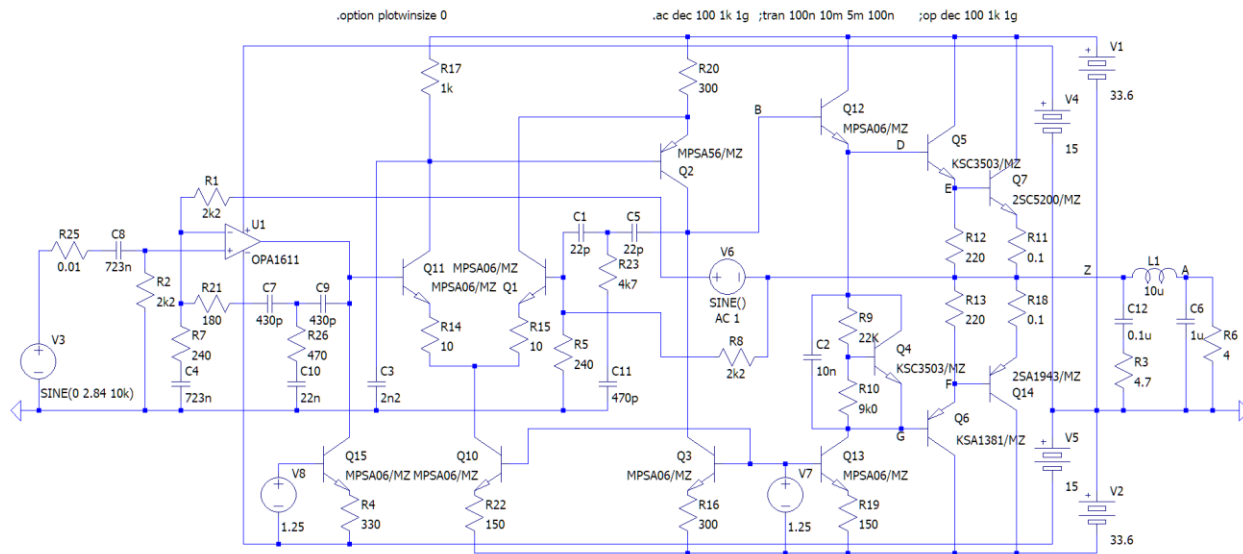 .option plotwinsize 0
.ac dec 100 1k 1g
;tran 100n 10m 5m 100n
;op dec 100 1k 1g
R17
1k
R20
300
V1
33.6
B
Q12
MPSA06/MZ
V4
15
D
Q5
KSC3503/MZ
MPSA56/MZ
Q2
R1
2k2
E
Q7
2SC5200/MZ
U1
OPA1611
R25
0.01
C8
723n
C1
22p
C5
22p
R23
4k7
V6
SINE()
AC 1
R12
220
R11
0.1
Z
L1
10u
A
R2
2k2
R21
180
C7
430p
C9
430p
Q11
MPSA06/MZ
MPSA06/MZ
Q1
R14
10
R15
10
R5
240
R8
2k2
R13
220
R18
0.1
C12
0.1u
C6
1u
R6
4
R3
4.7
R7
240
C4
723n
R26
470
C10
22n
C3
2n2
C11
470p
C2
10n
R9
22K
Q4
KSC3503/MZ
R10
9k0
2SA1943/MZ
Q14
F
G
Q6
KSA1381/MZ
V3
SINE(0 2.84 10k)
Q15
MPSA06/MZ
Q10
MPSA06/MZ
Q3
MPSA06/MZ
Q13
MPSA06/MZ
V5
15
V2
33.6
V8
1.25
R4
330
R22
150
R16
300
V7
1.25
R19
150